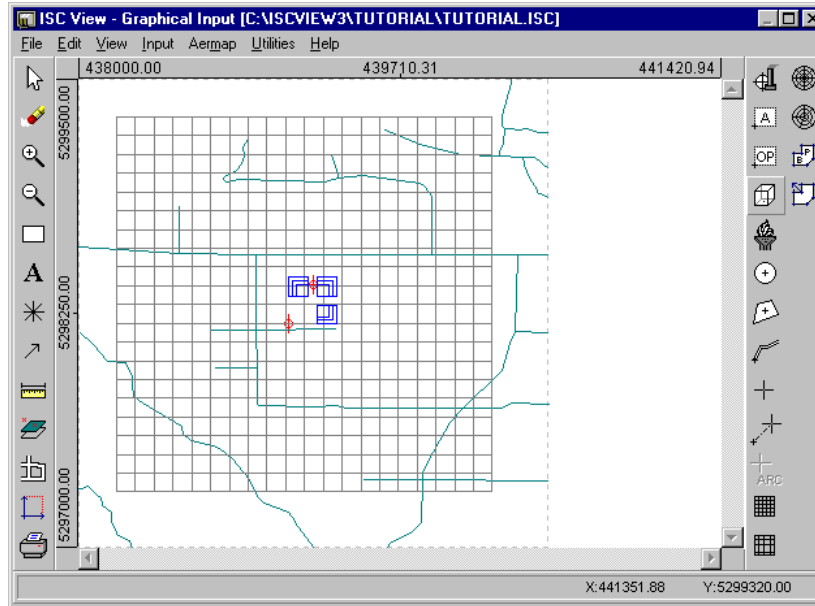 ISC View - Graphical Input [C:\ISCVIEW3\TUTORIAL\TUTORIAL.ISC]
File Edit View Input Aermap Utilities Help
438000.00 439710.31 441420.94
5299500.00
5298250.00
5297000.00
A
A
OP
B P
ARC
X:441351.88 Y:5299320.00